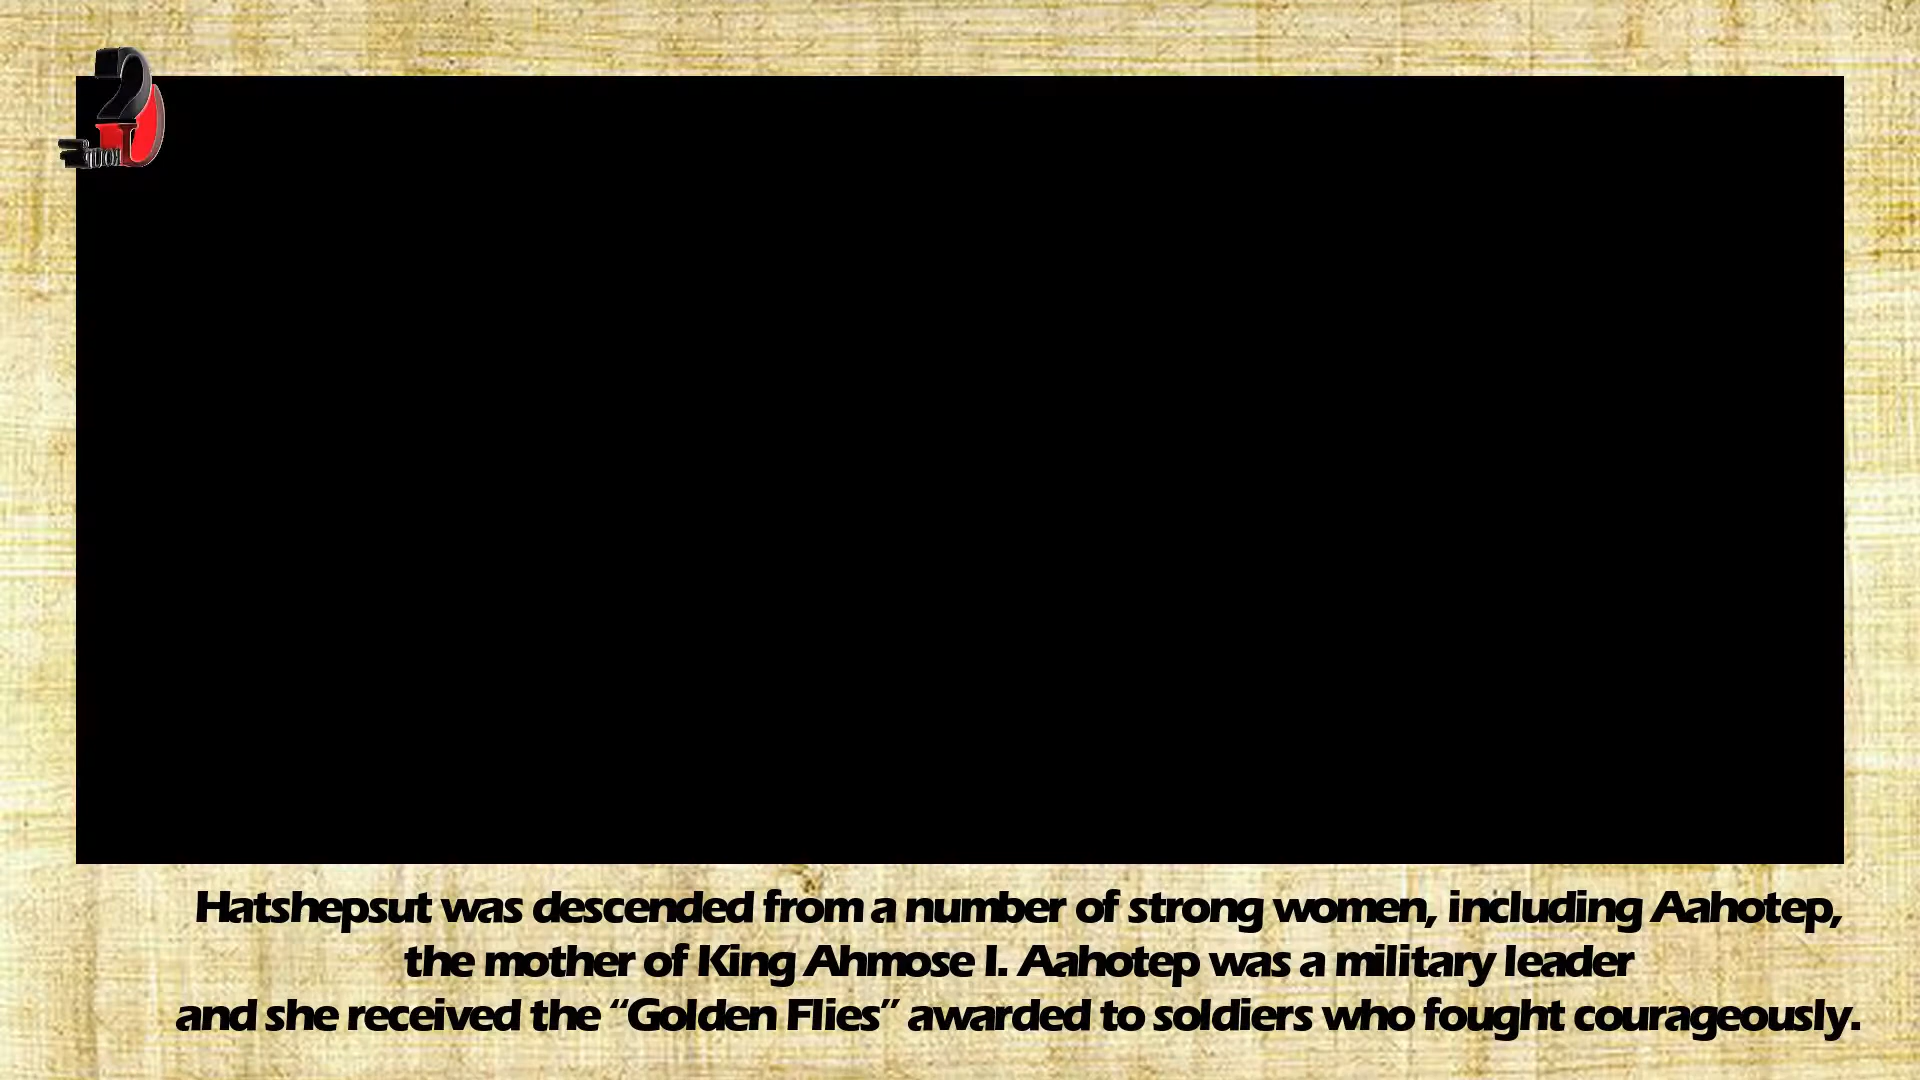 Hatshepsut was descended from a number of strong women, including Aahotep,
the mother of King Ahmose I. Aahotep was a military leader
and she received the “Golden Flies” awarded to soldiers who fought courageously.